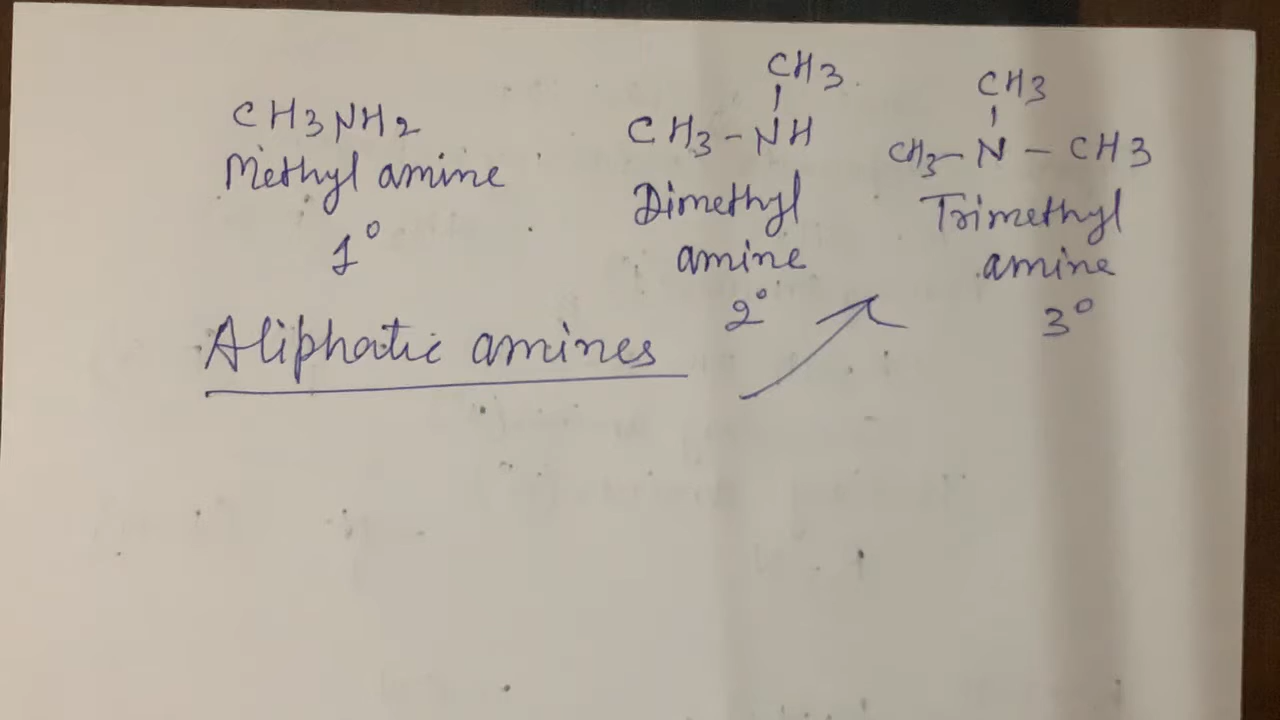 CH3NH2
Methyl amine
1°
CH3
CH3-NH
Dimethyl
amine
2°
CH3
CH3-N-CH3
Trimethyl
amine
3°
Aliphatic amines